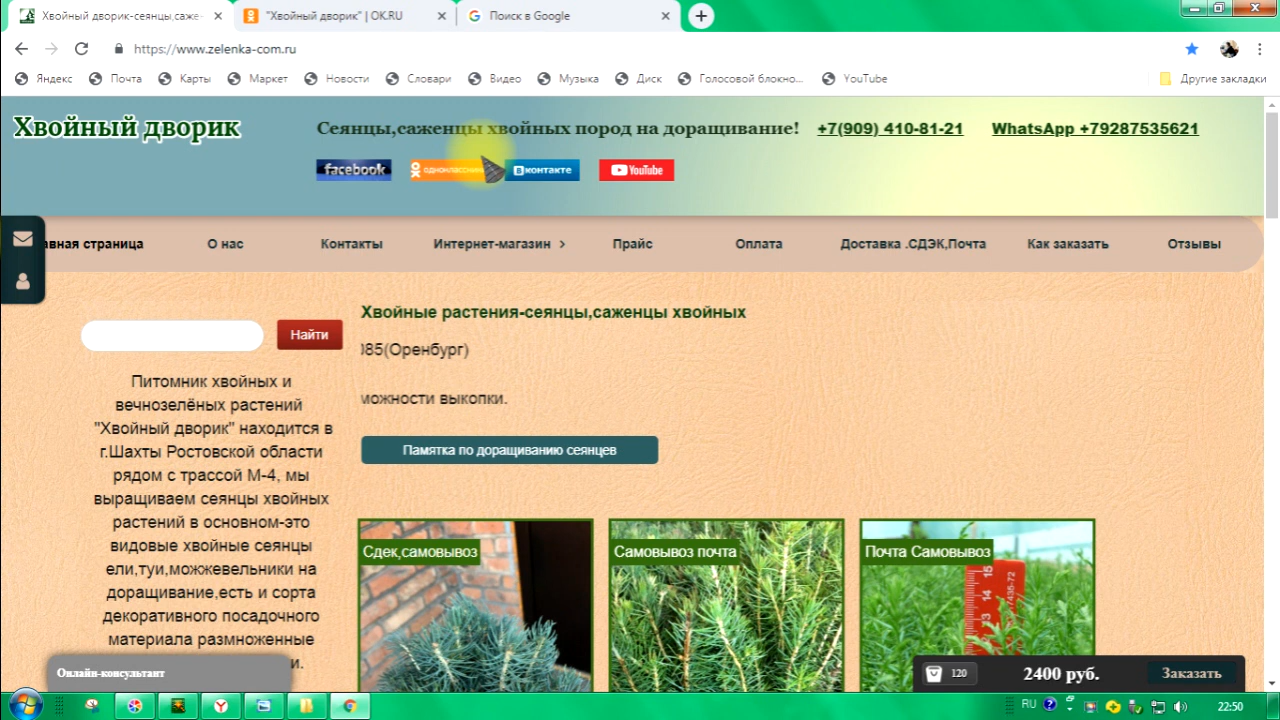 Хвойный дворик-сеянцы,саже
"Хвойный дворик" | OK.RU
Поиск в Google
https://www.zelenka-com.ru
Яндекс
Почта
Карты
Маркет
Новости
Словари
Видео
Музыка
Диск
Голосовой блокно...
YouTube
Другие закладки
Хвойный дворик
Сеянцы,саженцы хвойных пород на доращивание!
+7(909) 410-81-21
WhatsApp +79287535621
facebook
одноклассни
Вконтакте
YouTube
авная страница
О нас
Контакты
Интернет-магазин
Прайс
Оплата
Доставка .СДЭК,Почта
Как заказать
Отзывы
Найти
Хвойные растения-сеянцы,саженцы хвойных
85(Оренбург)
можности выкопки.
Памятка по доращиванию сеянцев
Питомник хвойных и
вечнозелёных растений
"Хвойный дворик" находится в
г.Шахты Ростовской области
рядом с трассой М-4, мы
выращиваем сеянцы хвойных
растений в основном-это
видовые хвойные сеянцы
ели,туи,можжевельники на
доращивание,есть и сорта
декоративного посадочного
материала размноженные
и.
Сдек,самовывоз
Самовывоз почта
Почта Самовывоз
15
14
13
Онлайн-консультант
120
2400 руб.
Заказать
RU
22:50